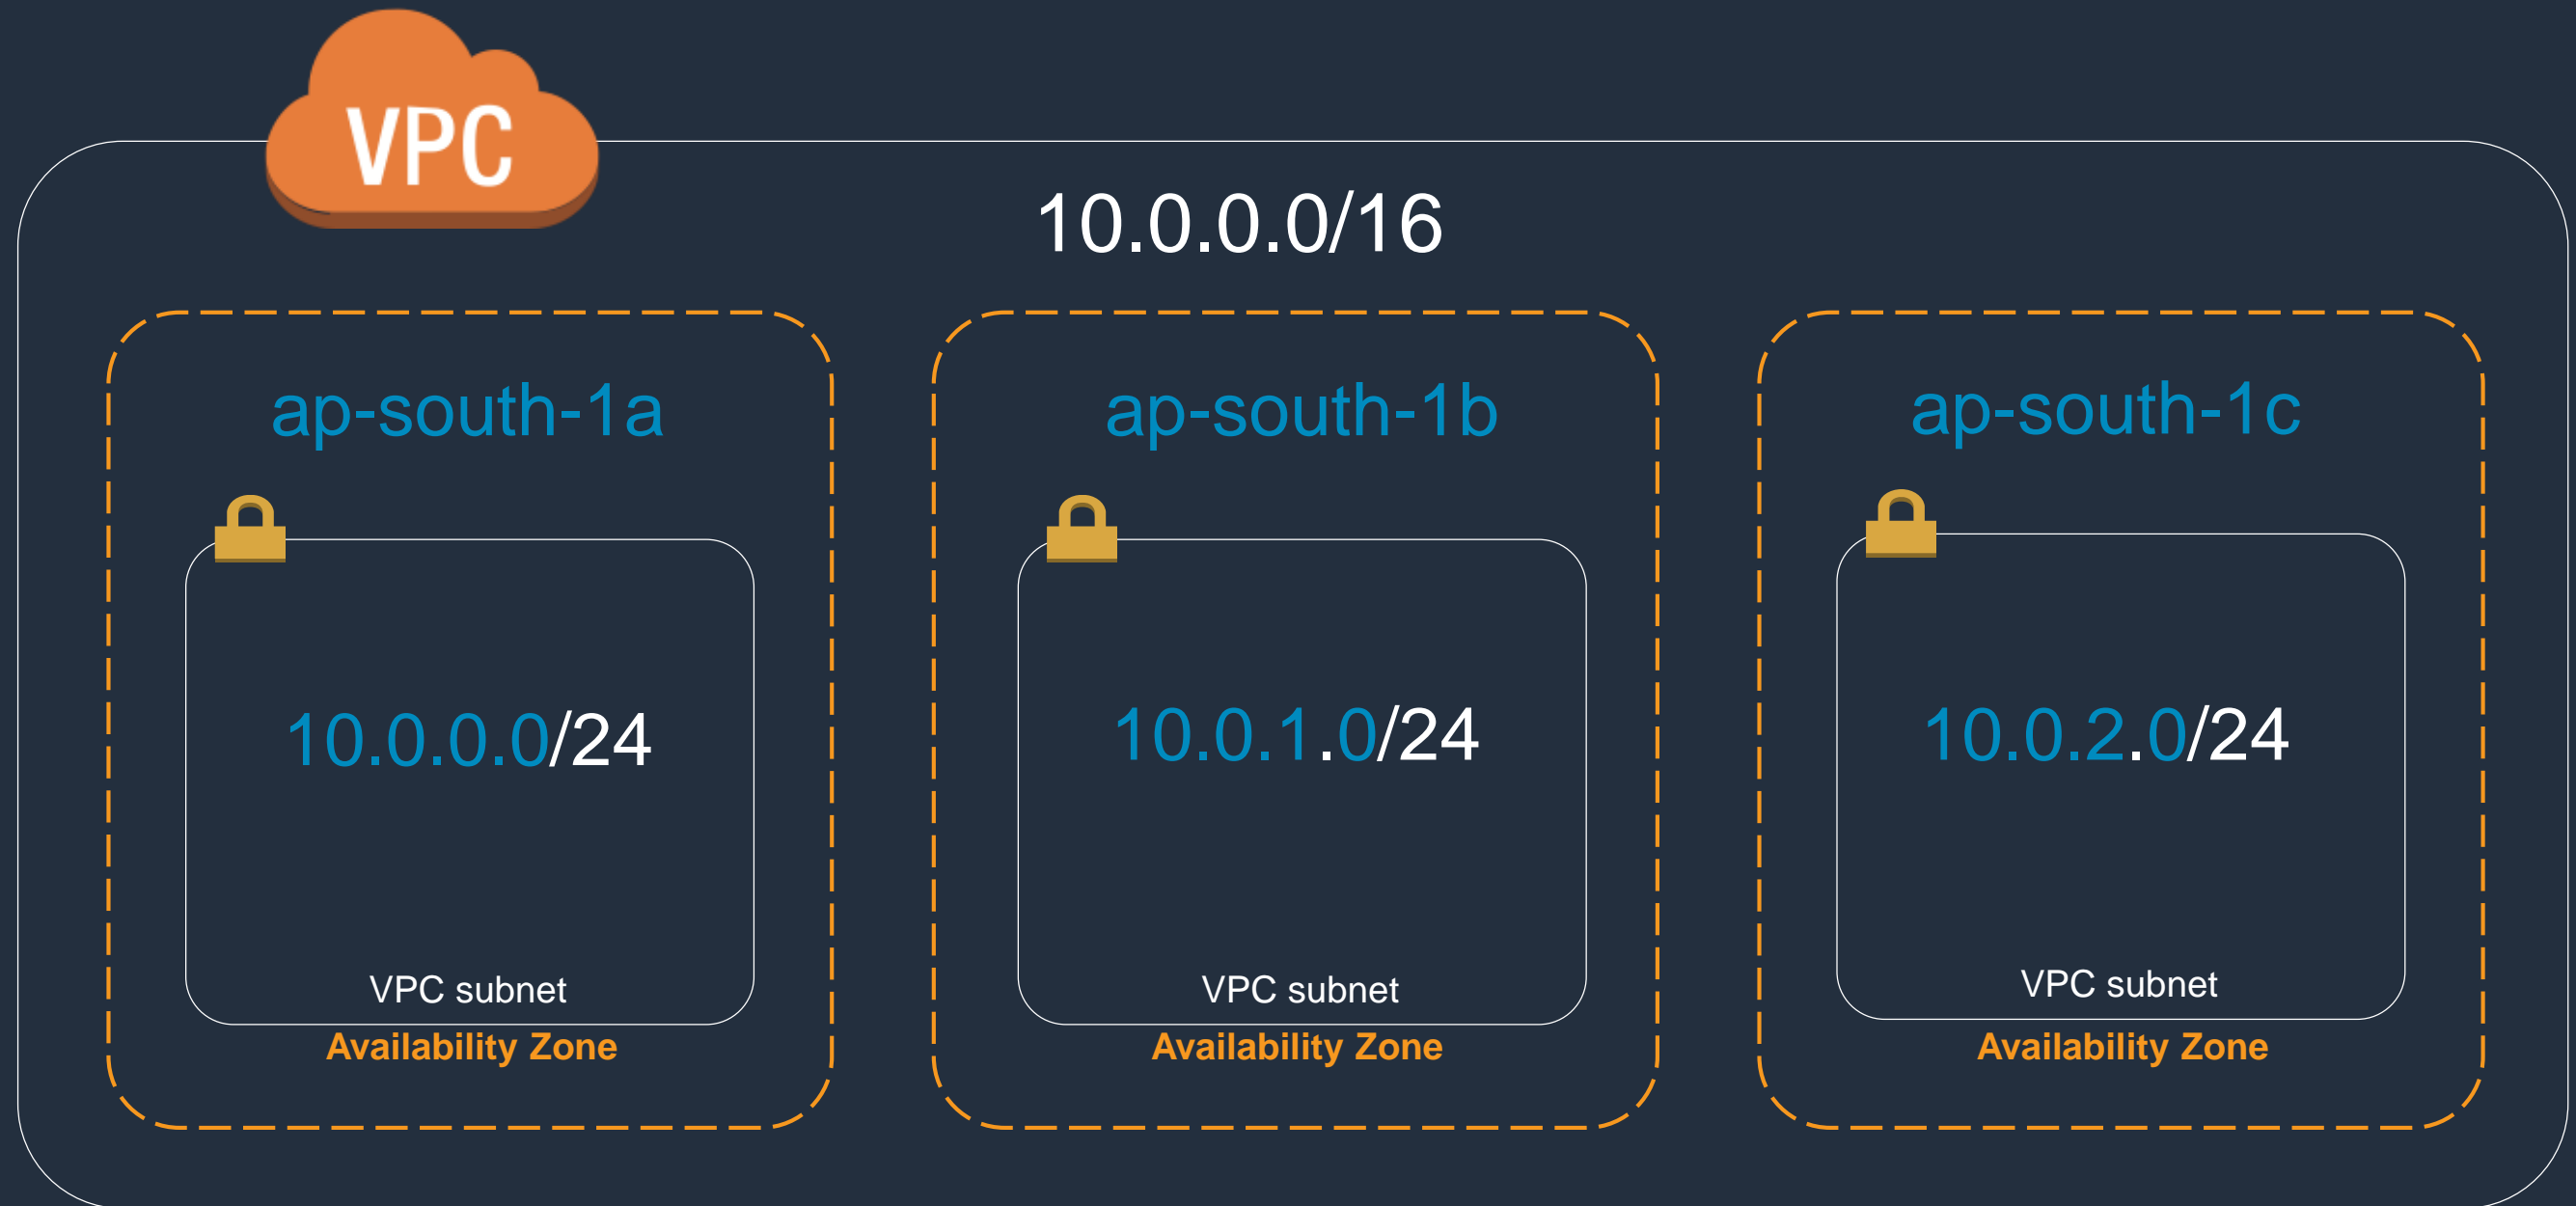 VPC
10.0.0.0/16
ap-south-1a
ap-south-1b
ap-south-1c
10.0.0.0/24
10.0.1.0/24
10.0.2.0/24
VPC subnet
VPC subnet
VPC subnet
Availability Zone
Availability Zone
Availability Zone